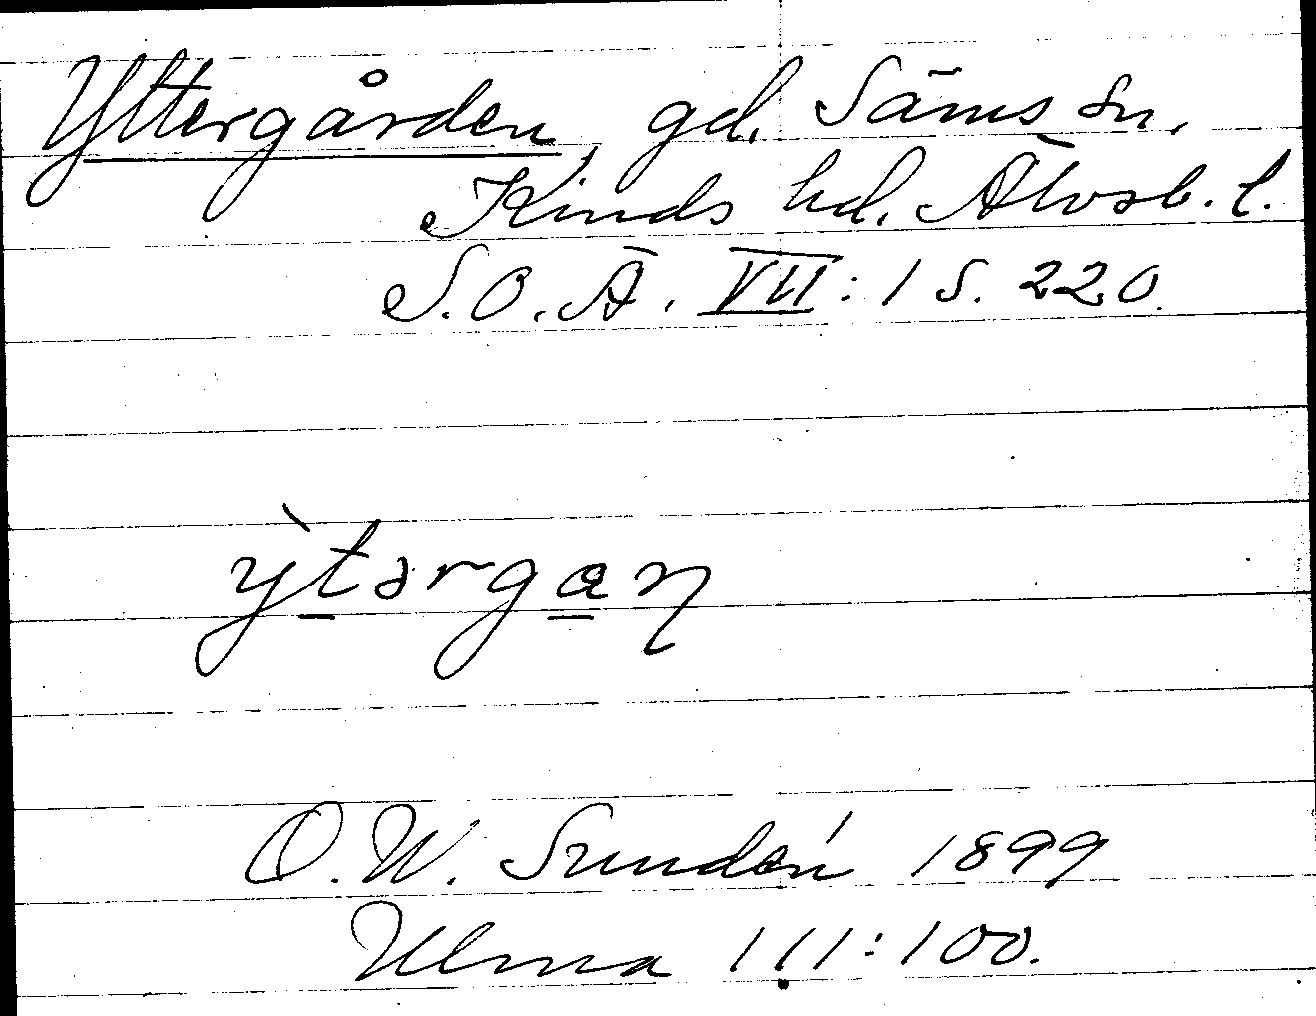 Yttergården, gd. Säms sn,
Kinds hd. Älvsb. l.
S.O.Ä. VII: 1 S. 220.
ỳtərgaŋ
O.W. Sundén 1899
Ulma 111:100.